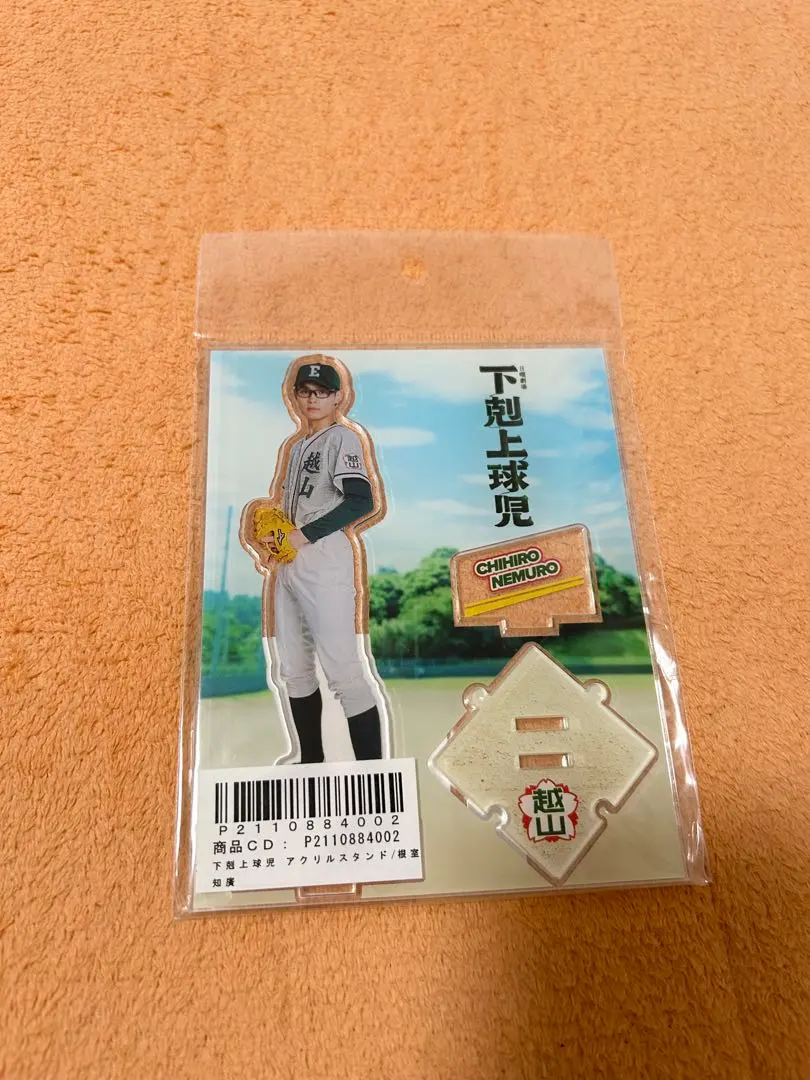 E
越山
越山
日曜劇場
下剋上球児
CHIHIRO
NEMURO
越山
P2110884002
商品CD: P2110884002
下剋上球児 アクリルスタンド/根室
知廣